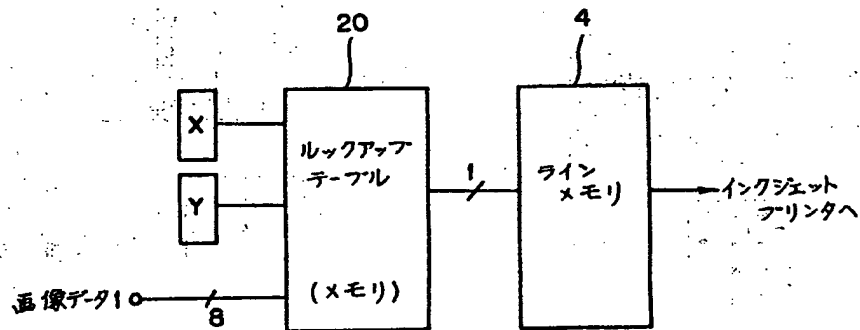 20
4
X
Y
ルックアップ
テーブル
(メモリ)
1
ライン
メモリ
インクジェット
プリンタへ
画像データ1
8